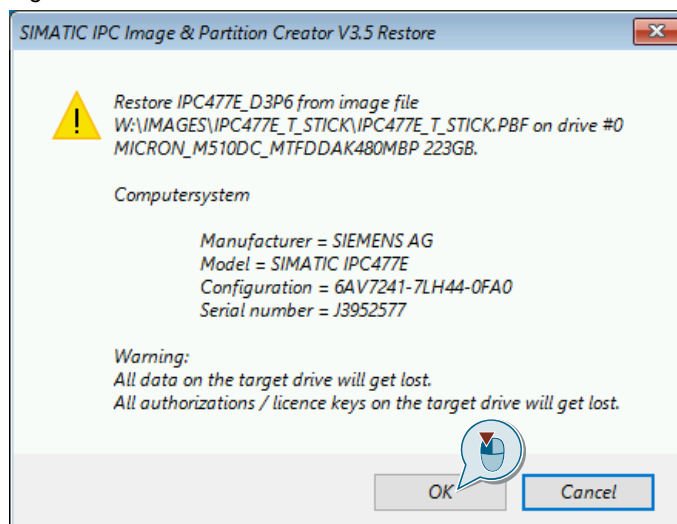 SIMATIC IPC Image & Partition Creator V3.5 Restore
Restore IPC477E_D3P6 from image file
W:\IMAGES\IPC477E_T_STICK\IPC477E_T_STICK.PBF on drive #0
MICRON_M510DC_MTFDDAK480MBP 223GB.
Computersystem
Manufacturer = SIEMENS AG
Model = SIMATIC IPC477E
Configuration = 6AV7241-7LH44-0FA0
Serial number = J3952577
Warning:
All data on the target drive will get lost.
All authorizations / licence keys on the target drive will get lost.
OK
Cancel